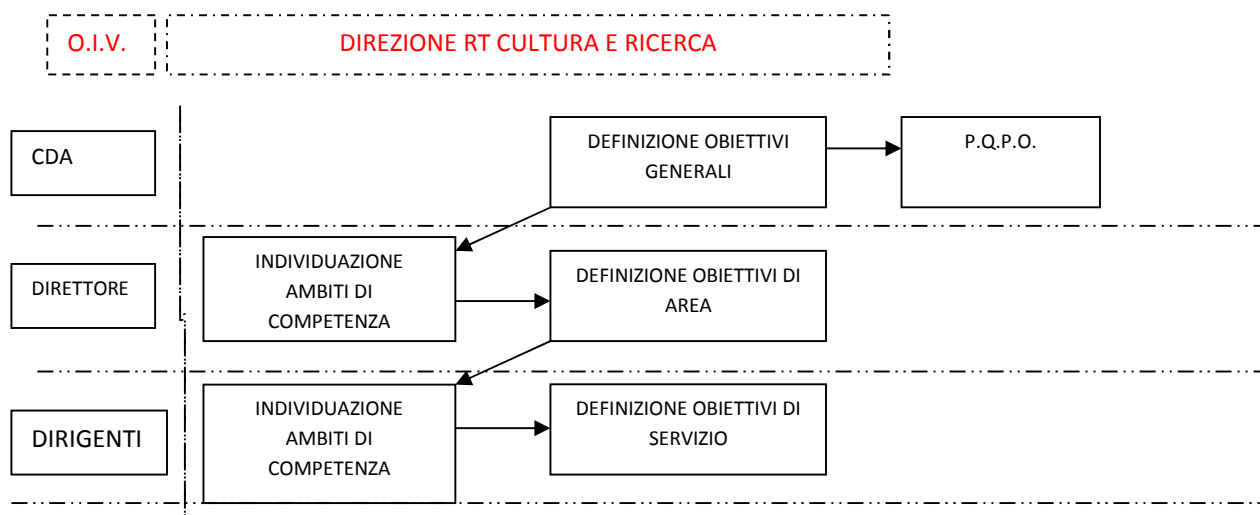 O.I.V.
DIREZIONE RT CULTURA E RICERCA
CDA
DEFINIZIONE OBIETTIVI
GENERALI
P.Q.P.O.
DIRETTORE
INDIVIDUAZIONE
AMBITI DI
COMPETENZA
DEFINIZIONE OBIETTIVI DI
AREA
DIRIGENTI
INDIVIDUAZIONE
AMBITI DI
COMPETENZA
DEFINIZIONE OBIETTIVI DI
SERVIZIO